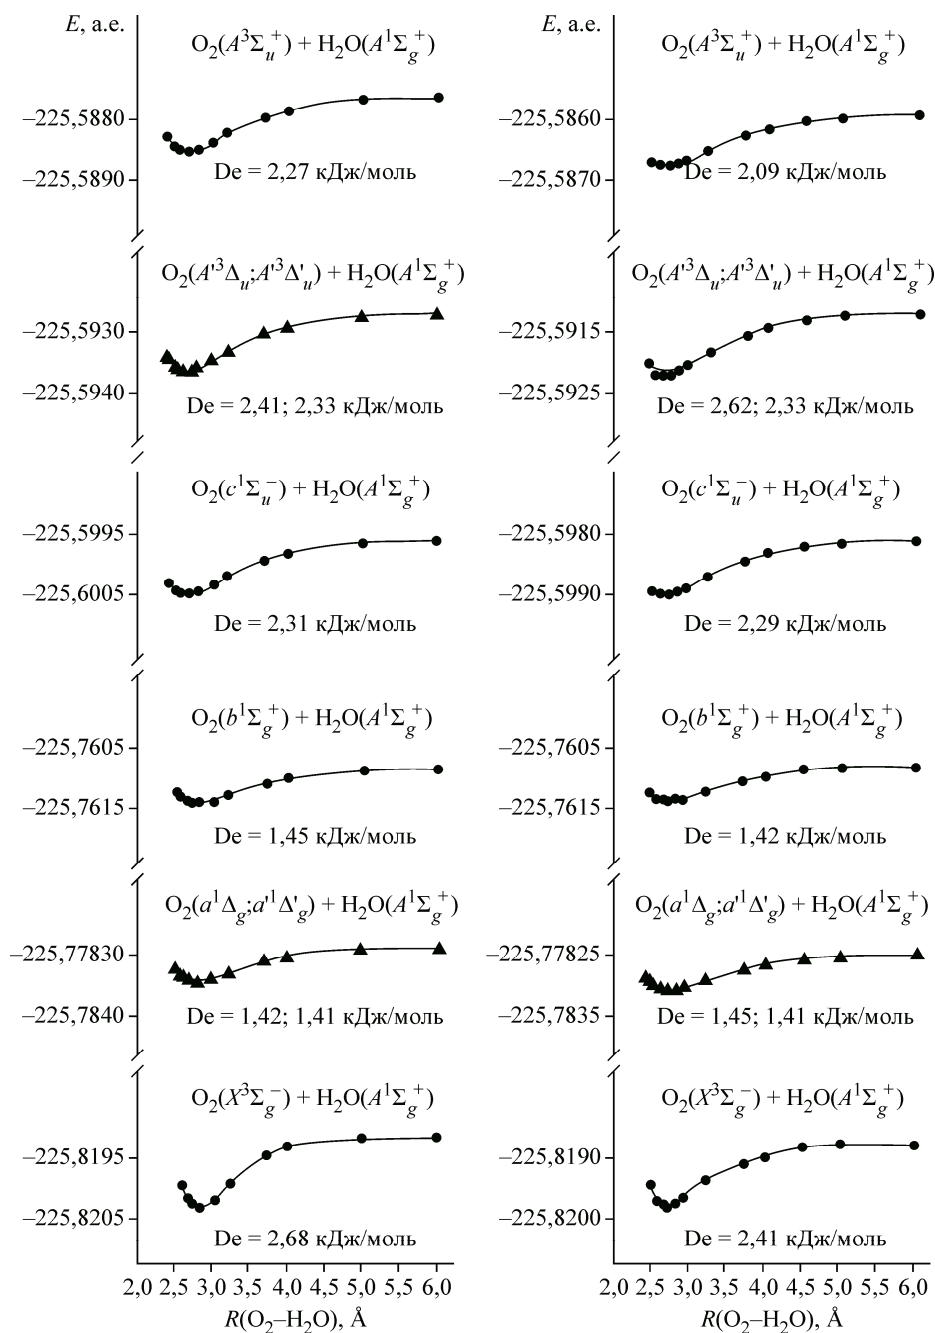 E, а.е.
O₂(A³Σᵤ⁺) + H₂O(A¹Σg⁺)
–225,5880
–225,5890
De = 2,27 кДж/моль
O₂(A'³Δᵤ;A'³Δ'ᵤ) + H₂O(A¹Σg⁺)
–225,5930
–225,5940
De = 2,41; 2,33 кДж/моль
O₂(c¹Σᵤ⁻) + H₂O(A¹Σg⁺)
–225,5995
–225,6005
De = 2,31 кДж/моль
O₂(b¹Σg⁺) + H₂O(A¹Σg⁺)
–225,7605
–225,7615
De = 1,45 кДж/моль
O₂(a¹Δg;a'¹Δ'g) + H₂O(A¹Σg⁺)
–225,77830
–225,7840
De = 1,42; 1,41 кДж/моль
O₂(X³Σg⁻) + H₂O(A¹Σg⁺)
–225,8195
–225,8205
De = 2,68 кДж/моль
2,0 2,5 3,0 3,5 4,0 4,5 5,0 5,5 6,0
R(O₂–H₂O), Å
E, а.е.
O₂(A³Σᵤ⁺) + H₂O(A¹Σg⁺)
–225,5860
–225,5870
De = 2,09 кДж/моль
O₂(A'³Δᵤ;A'³Δ'ᵤ) + H₂O(A¹Σg⁺)
–225,5915
–225,5925
De = 2,62; 2,33 кДж/моль
O₂(c¹Σᵤ⁻) + H₂O(A¹Σg⁺)
–225,5980
–225,5990
De = 2,29 кДж/моль
O₂(b¹Σg⁺) + H₂O(A¹Σg⁺)
–225,7605
–225,7615
De = 1,42 кДж/моль
O₂(a¹Δg;a'¹Δ'g) + H₂O(A¹Σg⁺)
–225,77825
–225,7835
De = 1,45; 1,41 кДж/моль
O₂(X³Σg⁻) + H₂O(A¹Σg⁺)
–225,8190
–225,8200
De = 2,41 кДж/моль
2,0 2,5 3,0 3,5 4,0 4,5 5,0 5,5 6,0
R(O₂–H₂O), Å